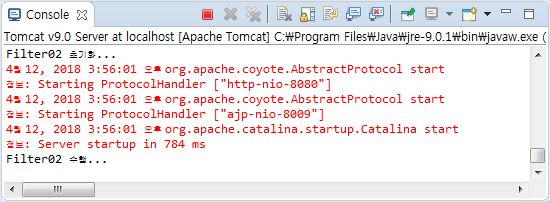 Console
Tomcat v9.0 Server at localhost [Apache Tomcat] C:₩Program Files₩Java₩jre-9.0.1₩bin₩javaw.exe (
Filter02 초기화...
4월 12, 2018 3:56:01 오후 org.apache.coyote.AbstractProtocol start
정보: Starting ProtocolHandler ["http-nio-8080"]
4월 12, 2018 3:56:01 오후 org.apache.coyote.AbstractProtocol start
정보: Starting ProtocolHandler ["ajp-nio-8009"]
4월 12, 2018 3:56:01 오후 org.apache.catalina.startup.Catalina start
정보: Server startup in 784 ms
Filter02 수행...